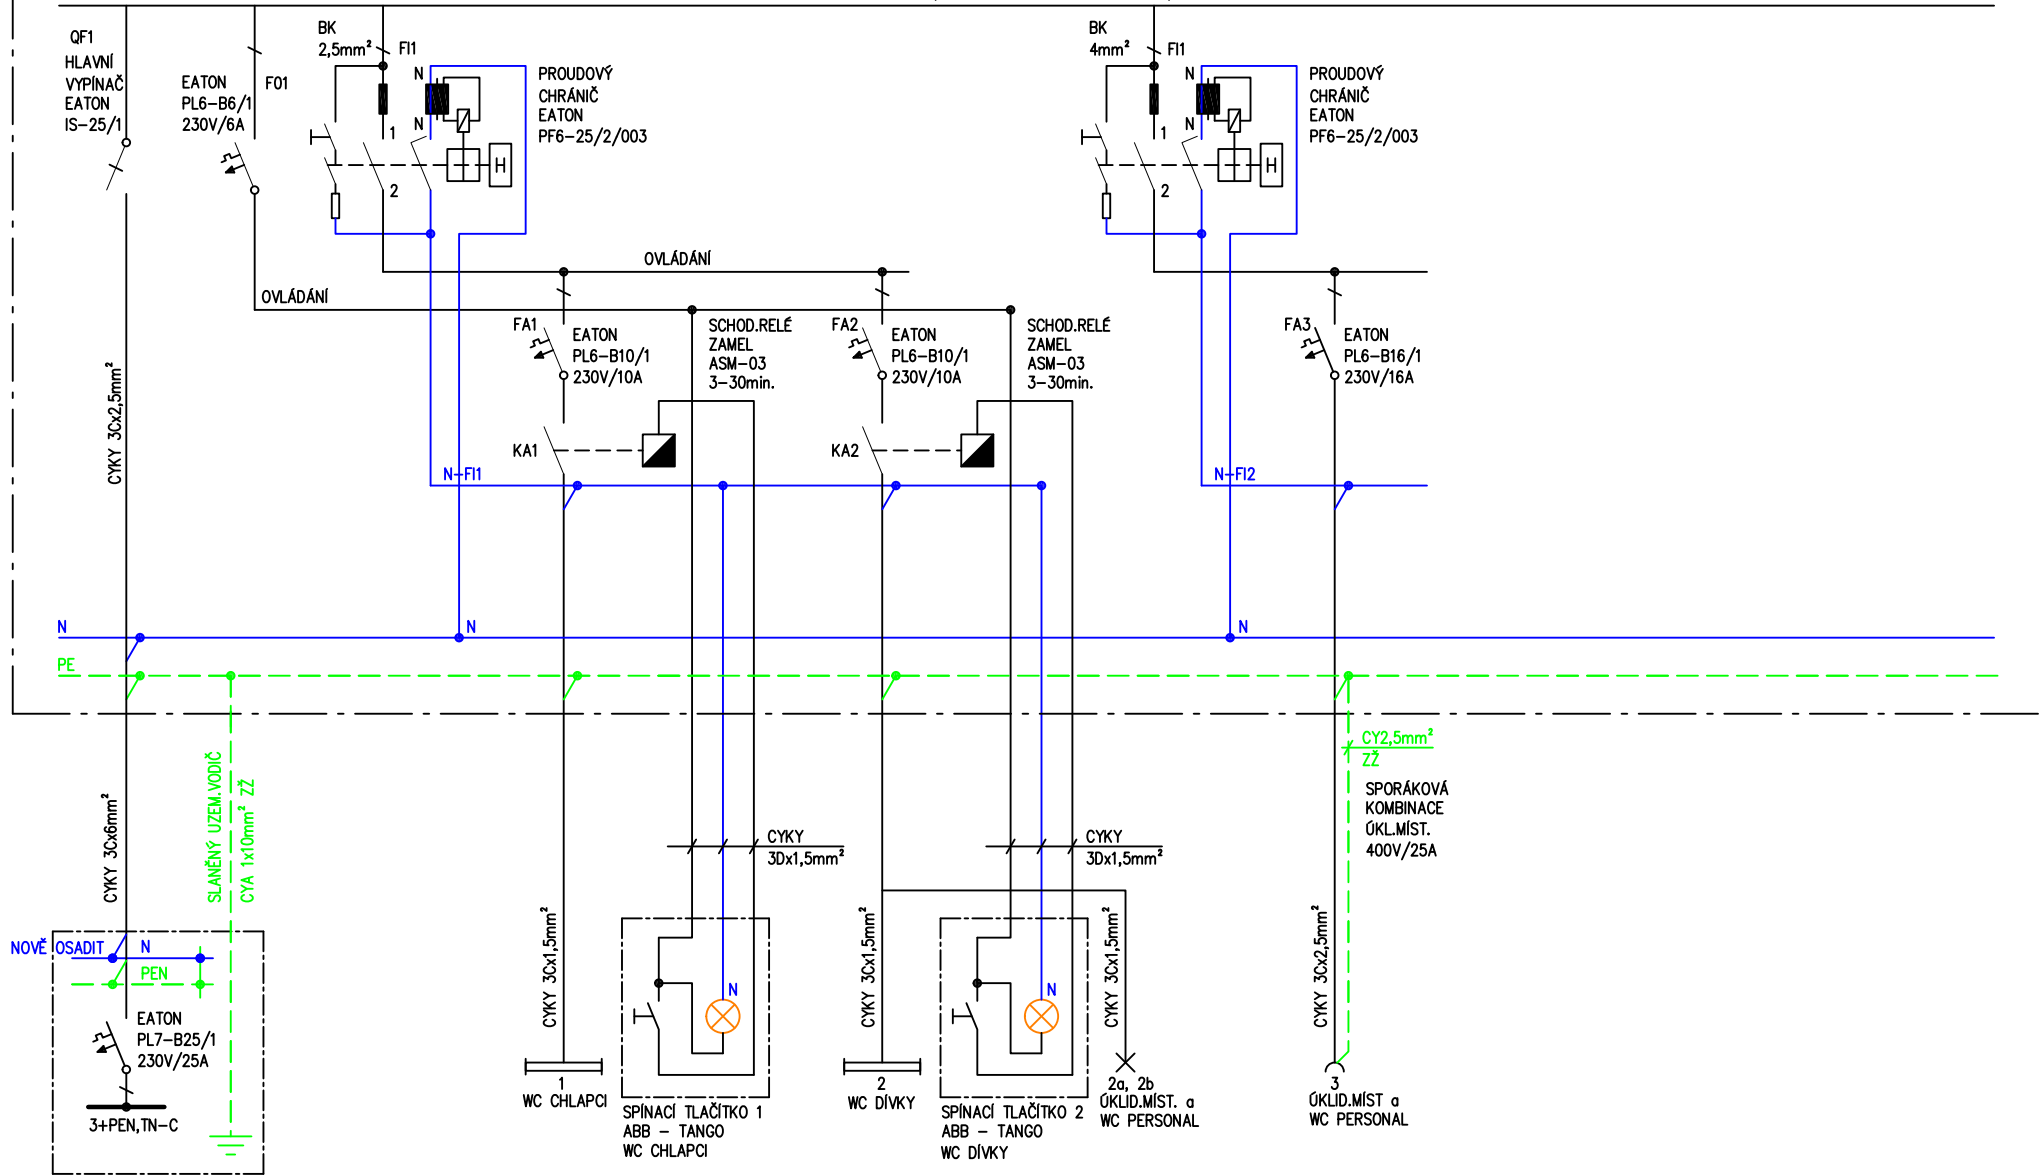 QF1
HLAVNÍ
VYPÍNAČ
EATON
IS-25/1
EATON
PL6-B6/1
230V/6A
F01
BK
2,5mm²
FI1
N
N
1
2
H
PROUDOVÝ
CHRÁNIČ
EATON
PF6-25/2/003
BK
4mm²
FI1
N
N
1
2
H
PROUDOVÝ
CHRÁNIČ
EATON
PF6-25/2/003
OVLÁDÁNÍ
OVLÁDÁNÍ
FA1
EATON
PL6-B10/1
230V/10A
SCHOD.RELÉ
ZAMEL
ASM-03
3-30min.
FA2
EATON
PL6-B10/1
230V/10A
SCHOD.RELÉ
ZAMEL
ASM-03
3-30min.
FA3
EATON
PL6-B16/1
230V/16A
CYKY 3Cx2,5mm²
KA1
KA2
N-FI1
N-FI2
N
N
N
PE
CYKY 3Cx6mm²
SLANĚNÝ UZEM.VODIČ
CYA 1x10mm² ZŽ
CY2,5mm²
ZŽ
SPORÁKOVÁ
KOMBINACE
ÚKL.MÍST.
400V/25A
CYKY
3Dx1,5mm²
CYKY
3Dx1,5mm²
CYKY 3Cx1,5mm²
CYKY 3Cx1,5mm²
CYKY 3Cx1,5mm²
CYKY 3Cx2,5mm²
NOVĚ OSADIT
N
PEN
EATON
PL7-B25/1
230V/25A
3+PEN,TN-C
N
N
1
WC CHLAPCI
SPÍNACÍ TLAČÍTKO 1
ABB - TANGO
WC CHLAPCI
2
WC DÍVKY
SPÍNACÍ TLAČÍTKO 2
ABB - TANGO
WC DÍVKY
2a, 2b
ÚKLID.MÍST. a
WC PERSONAL
3
ÚKLID.MÍST a
WC PERSONAL